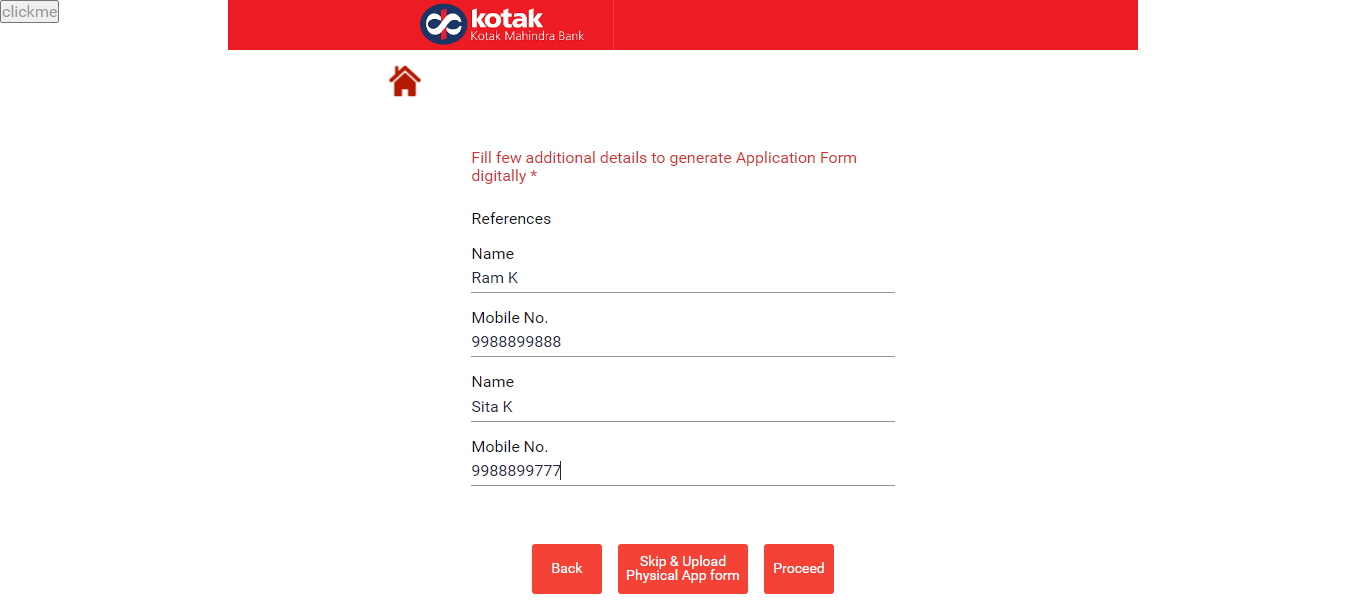 clickme
kotak
Kotak Mahindra Bank
Fill few additional details to generate Application Form
digitally *
References
Name
Ram K
Mobile No.
9988899888
Name
Sita K
Mobile No.
9988899777
Back
Skip & Upload
Physical App form
Proceed